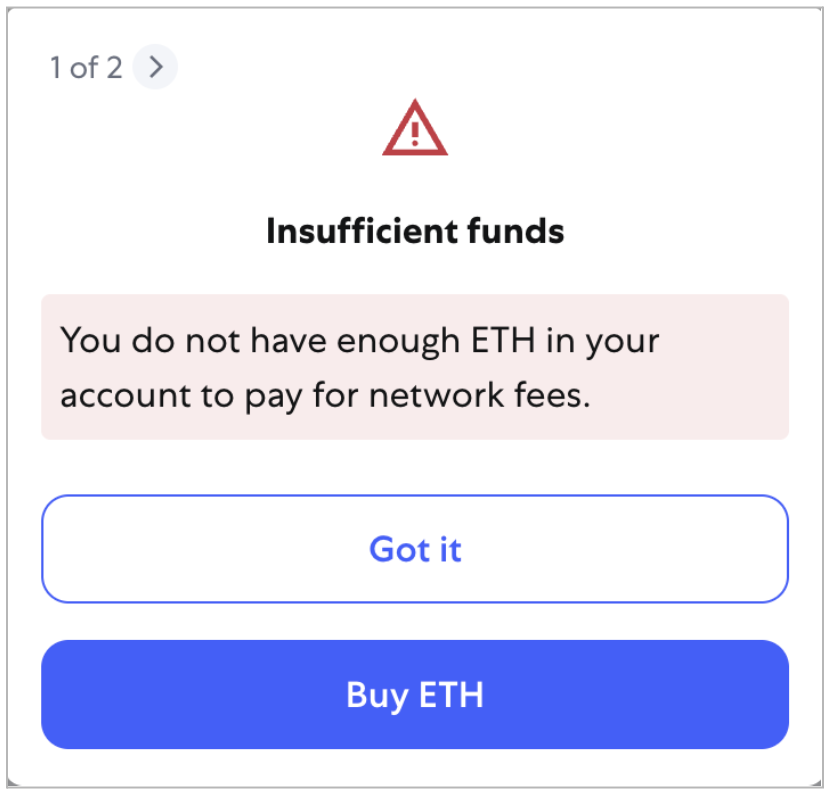 1 of 2
Insufficient funds
You do not have enough ETH in your
account to pay for network fees.
Got it
Buy ETH